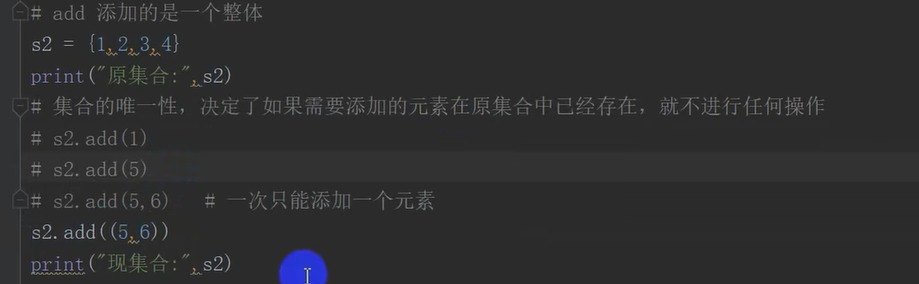 # add 添加的是一个整体
s2 = {1,2,3,4}
print("原集合:",s2)
# 集合的唯一性，决定了如果需要添加的元素在原集合中已经存在，就不进行任何操作
# s2.add(1)
# s2.add(5)
# s2.add(5,6)   # 一次只能添加一个元素
s2.add((5,6))
print("现集合:",s2)